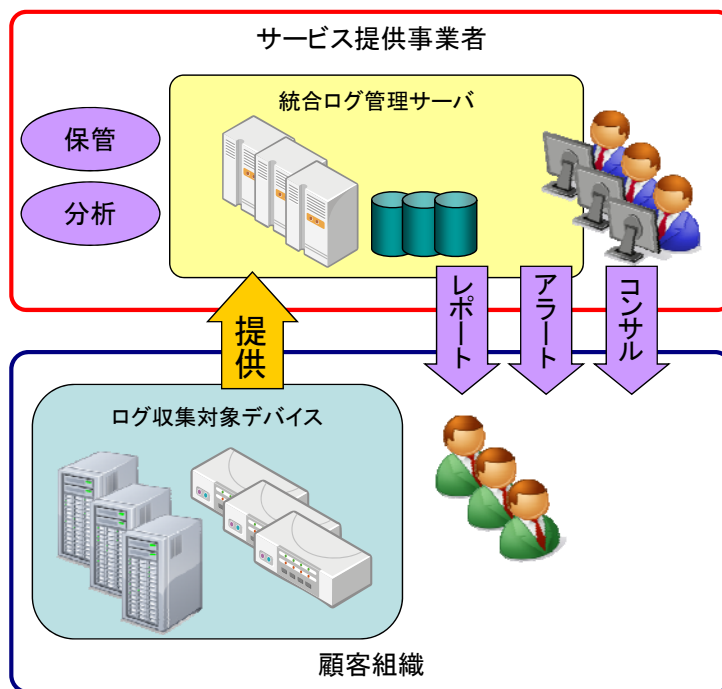 サービス提供事業者
統合ログ管理サーバ
保管
分析
レポート
アラート
コンサル
提供
ログ収集対象デバイス
顧客組織